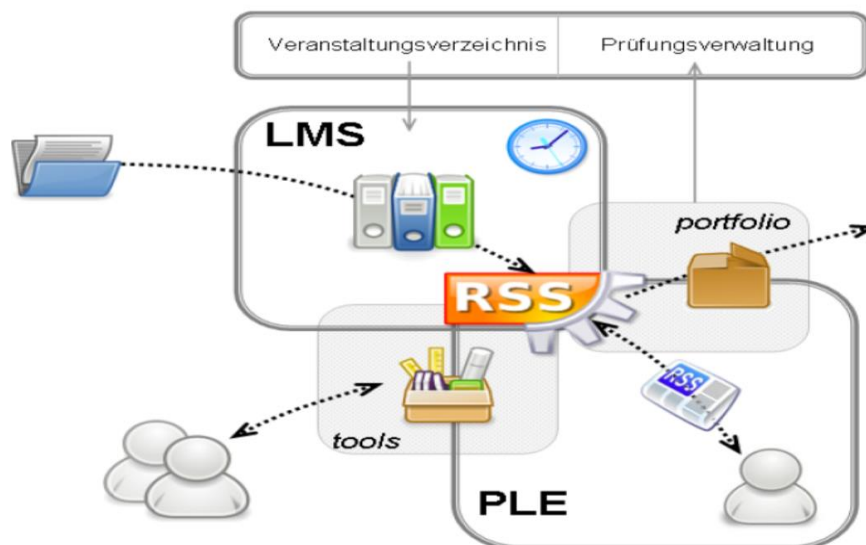 Veranstaltungsverzeichnis
Prüfungsverwaltung
LMS
portfolio
RSS
RSS
tools
PLE